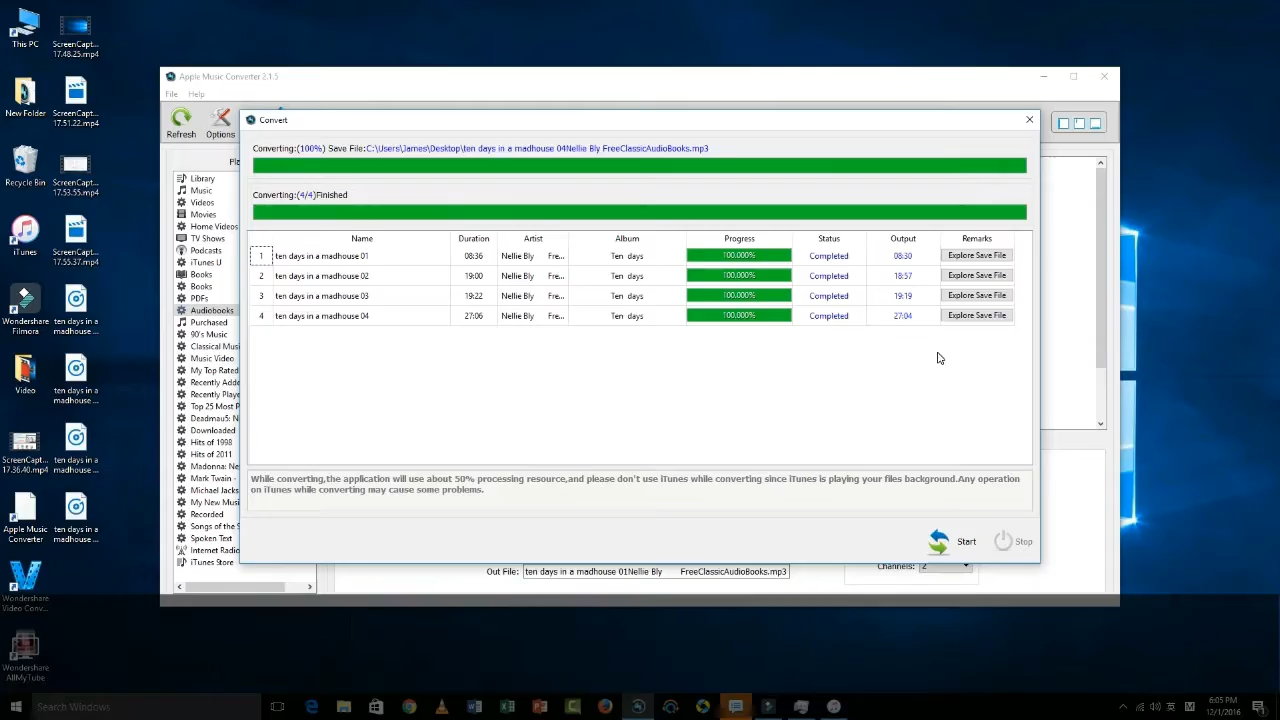 This PC
ScreenCapt...
17.48.25.mp4
New Folder
ScreenCapt...
17.51.22.mp4
Recycle Bin
ScreenCapt...
17.53.55.mp4
iTunes
ScreenCapt...
17.55.37.mp4
Wondershare
Filmora
ten days in a
madhouse ...
Video
ten days in a
madhouse ...
ScreenCapt...
17.36.40.mp4
ten days in a
madhouse ...
Apple Music
Converter
ten days in a
madhouse ...
Wondershare
Video Conv...
Wondershare
AllMyTube
Apple Music Converter 2.1.5
File Help
Refresh Options
Library
Music
Videos
Movies
Home Videos
TV Shows
Podcasts
iTunes U
Books
Books
PDFs
Audiobooks
Purchased
90's Music
Classical Musi
Music Video
My Top Rated
Recently Adde
Recently Playe
Top 25 Most P
Deadmau5: N
Downloaded
Hits of 1998
Hits of 2011
Madonna: Ne
Mark Twain -
Michael Jacks
My New Musi
Recorded
Songs of the S
Spoken Text
Internet Radio
iTunes Store
Convert
Converting:(100%) Save File:C:\Users\James\Desktop\ten days in a madhouse 04Nellie Bly FreeClassicAudioBooks.mp3
Converting:(4/4)Finished
Name Duration Artist Album Progress Status Output Remarks
1 ten days in a madhouse 01 08:36 Nellie Bly Fre... Ten days 100.000% Completed 08:30 Explore Save File
2 ten days in a madhouse 02 19:00 Nellie Bly Fre... Ten days 100.000% Completed 18:57 Explore Save File
3 ten days in a madhouse 03 19:22 Nellie Bly Fre... Ten days 100.000% Completed 19:19 Explore Save File
4 ten days in a madhouse 04 27:06 Nellie Bly Fre... Ten days 100.000% Completed 27:04 Explore Save File
While converting,the application will use about 50% processing resource,and please don't use iTunes while converting since iTunes is playing your files background.Any operation
on iTunes while converting may cause some problems.
Start Stop
Out File: ten days in a madhouse 01Nellie Bly FreeClassicAudioBooks.mp3
Channels: 2
Search Windows
英
6:05 PM
12/1/2016